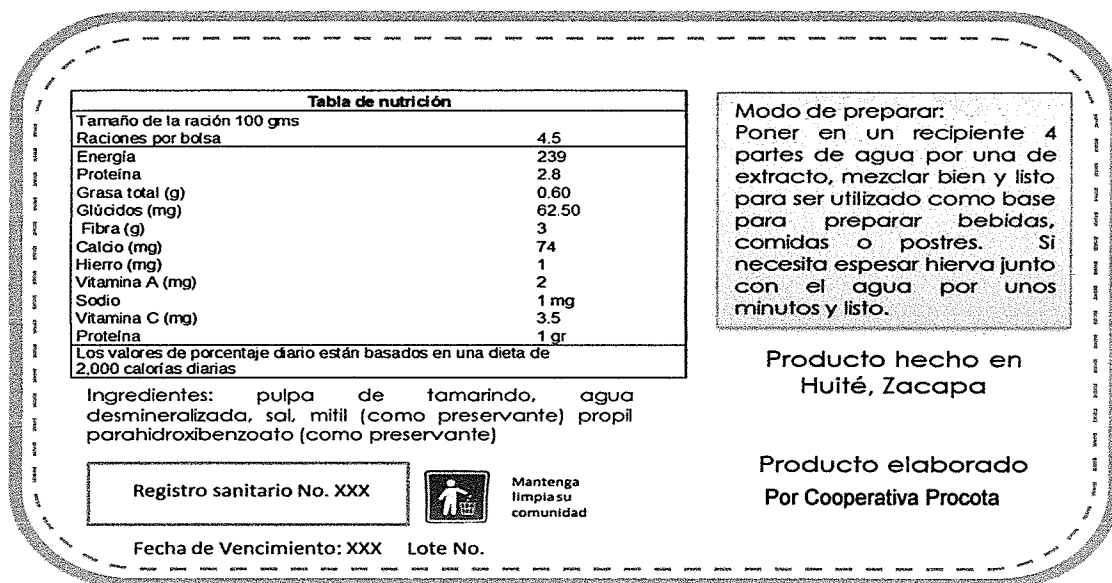 Tabla de nutrición
Tamaño de la ración 100 gms
Raciones por bolsa 4.5
Energía 239
Proteína 2.8
Grasa total (g) 0.60
Glúcidos (mg) 62.50
Fibra (g) 3
Calcio (mg) 74
Hierro (mg) 1
Vitamina A (mg) 2
Sodio 1 mg
Vitamina C (mg) 3.5
Proteína 1 gr
Los valores de porcentaje diario están basados en una dieta de
2,000 calorías diarias
Ingredientes: pulpa de tamarindo, agua
desmineralizada, sal, mitil (como preservante) propil
parahidroxibenzoato (como preservante)
Registro sanitario No. XXX
Mantenga
limpia su
comunidad
Fecha de Vencimiento: XXX Lote No.
Modo de preparar:
Poner en un recipiente 4
partes de agua por una de
extracto, mezclar bien y listo
para ser utilizado como base
para preparar bebidas,
comidas o postres. Si
necesita espesar hierva junto
con el agua por unos
minutos y listo.
Producto hecho en
Huité, Zacapa
Producto elaborado
Por Cooperativa Procota